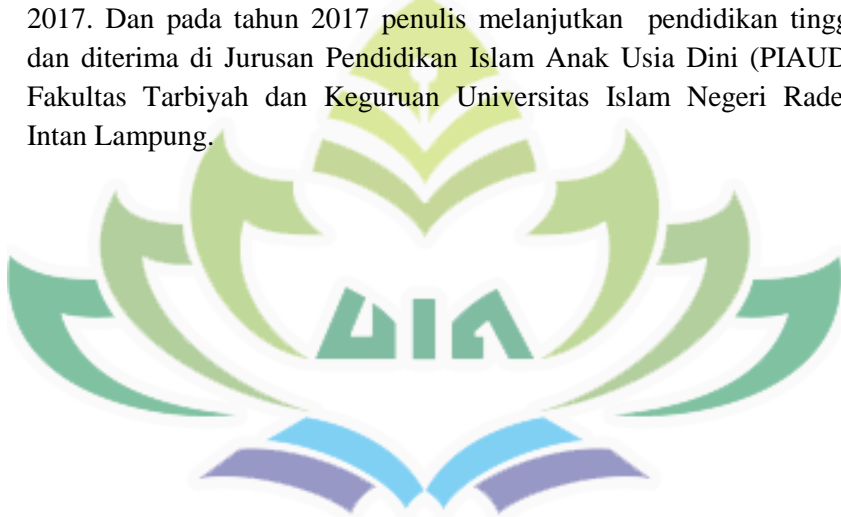 2017. Dan pada tahun 2017 penulis melanjutkan pendidikan tingg
dan diterima di Jurusan Pendidikan Islam Anak Usia Dini (PIAUD
Fakultas Tarbiyah dan Keguruan Universitas Islam Negeri Rade
Intan Lampung.
UIN